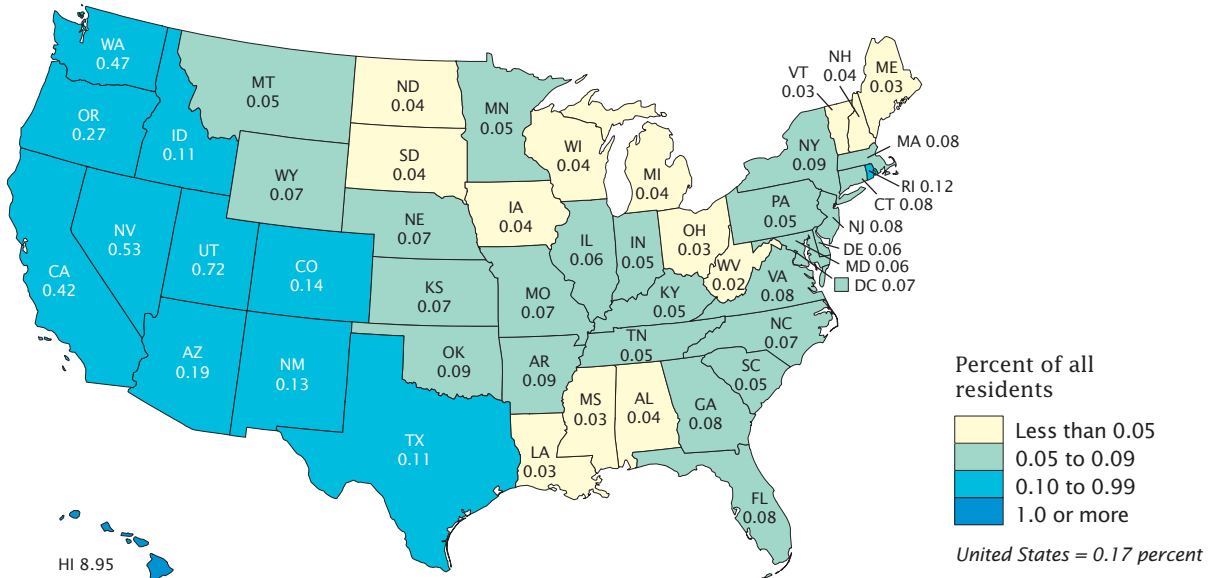 WA
0.47
OR
0.27
CA
0.42
NV
0.53
ID
0.11
UT
0.72
AZ
0.19
MT
0.05
WY
0.07
CO
0.14
NM
0.13
ND
0.04
SD
0.04
NE
0.07
KS
0.07
OK
0.09
TX
0.11
MN
0.05
IA
0.04
MO
0.07
AR
0.09
LA
0.03
WI
0.04
IL
0.06
MI
0.04
IN
0.05
OH
0.03
KY
0.05
TN
0.05
MS
0.03
AL
0.04
GA
0.08
FL
0.08
SC
0.05
NC
0.07
VA
0.08
WV
0.02
PA
0.05
NY
0.09
VT
0.03
NH
0.04
ME
0.03
MA 0.08
RI 0.12
CT 0.08
NJ 0.08
DE 0.06
MD 0.06
DC 0.07
HI 8.95
Percent of all
residents
Less than 0.05
0.05 to 0.09
0.10 to 0.99
1.0 or more
United States = 0.17 percent